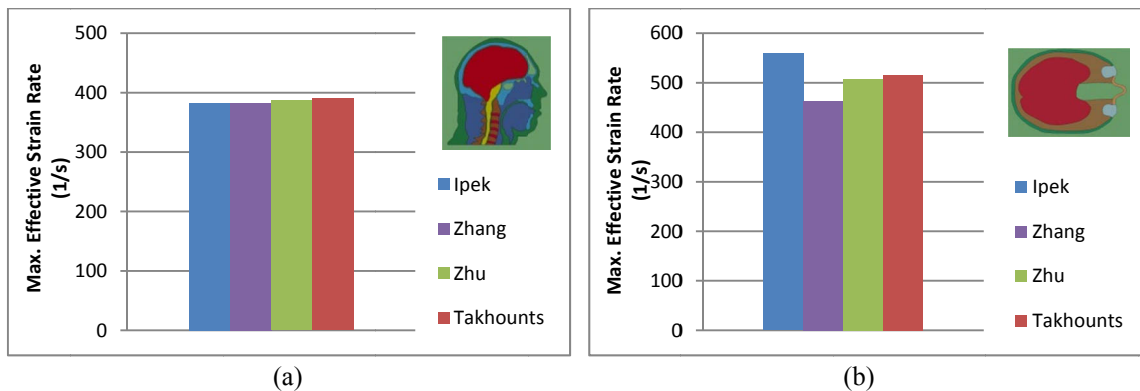 500
400
300
200
100
0
Max. Effective Strain Rate
(1/s)
Ipek
Zhang
Zhu
Takhounts
(a)
600
500
400
300
200
100
0
Max. Effective Strain Rate
(1/s)
Ipek
Zhang
Zhu
Takhounts
(b)